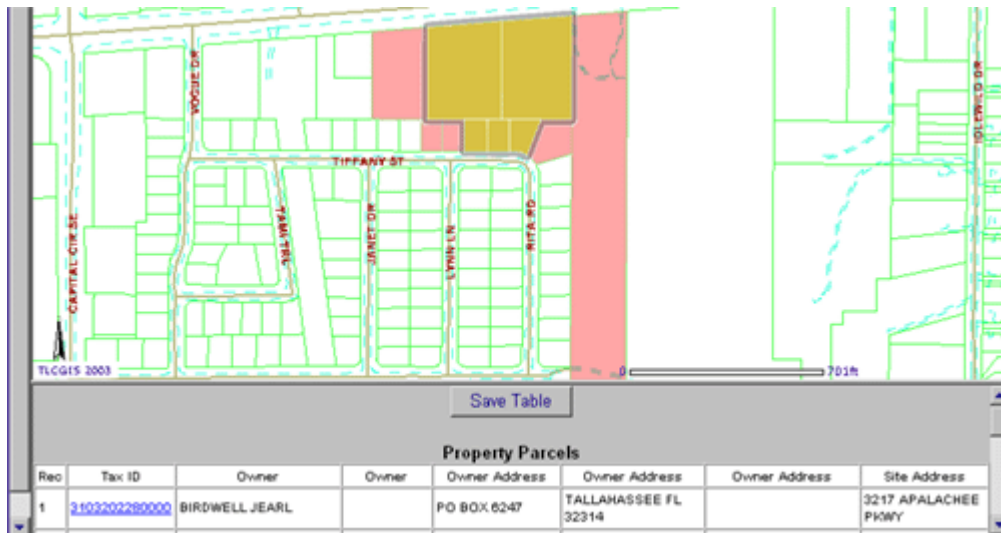 VOGUE DR
IDLEWILD DR
TIFFANY ST
CAPITAL CIR SE
TAMI TRL
JANET DR
LYNN LN
RITA RD
TLCGIS 2003
0 701ft
Save Table
Property Parcels
Rec Tax ID Owner Owner Owner Address Owner Address Owner Address Site Address
1 3103202280000 BIRDWELL JEARL PO BOX 6247 TALLAHASSEE FL 32314 3217 APALACHEE PKWY